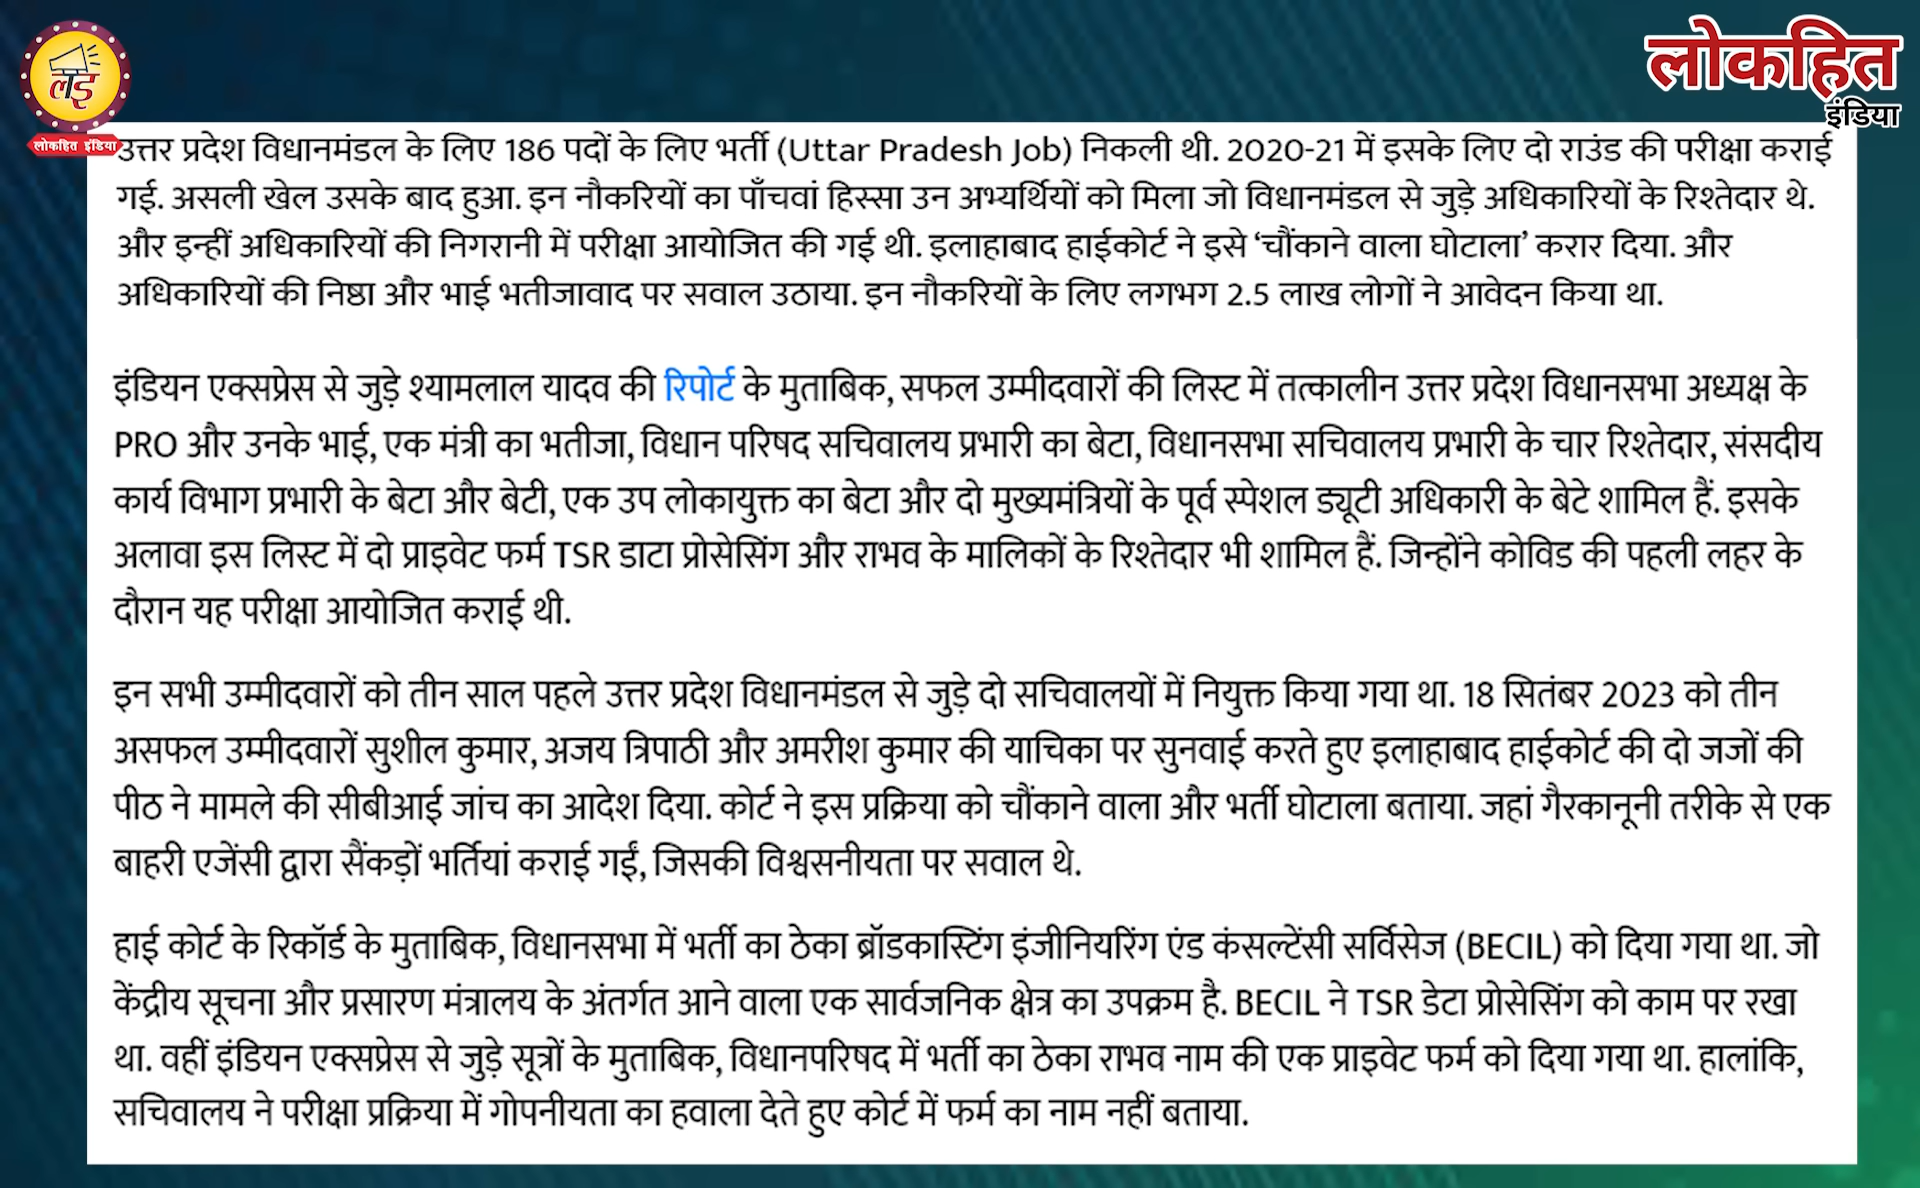 लइ
लोकहित इंडिया
लोकहित
इंडिया
उत्तर प्रदेश विधानमंडल के लिए 186 पदों के लिए भर्ती (Uttar Pradesh Job) निकली थी. 2020-21 में इसके लिए दो राउंड की परीक्षा कराई
गई. असली खेल उसके बाद हुआ. इन नौकरियों का पाँचवां हिस्सा उन अभ्यर्थियों को मिला जो विधानमंडल से जुड़े अधिकारियों के रिश्तेदार थे.
और इन्हीं अधिकारियों की निगरानी में परीक्षा आयोजित की गई थी. इलाहाबाद हाईकोर्ट ने इसे ‘चौंकाने वाला घोटाला’ करार दिया. और
अधिकारियों की निष्ठा और भाई भतीजावाद पर सवाल उठाया. इन नौकरियों के लिए लगभग 2.5 लाख लोगों ने आवेदन किया था.
इंडियन एक्सप्रेस से जुड़े श्यामलाल यादव की रिपोर्ट के मुताबिक, सफल उम्मीदवारों की लिस्ट में तत्कालीन उत्तर प्रदेश विधानसभा अध्यक्ष के
PRO और उनके भाई, एक मंत्री का भतीजा, विधान परिषद सचिवालय प्रभारी का बेटा, विधानसभा सचिवालय प्रभारी के चार रिश्तेदार, संसदीय
कार्य विभाग प्रभारी के बेटा और बेटी, एक उप लोकायुक्त का बेटा और दो मुख्यमंत्रियों के पूर्व स्पेशल ड्यूटी अधिकारी के बेटे शामिल हैं. इसके
अलावा इस लिस्ट में दो प्राइवेट फर्म TSR डाटा प्रोसेसिंग और राभव के मालिकों के रिश्तेदार भी शामिल हैं. जिन्होंने कोविड की पहली लहर के
दौरान यह परीक्षा आयोजित कराई थी.
इन सभी उम्मीदवारों को तीन साल पहले उत्तर प्रदेश विधानमंडल से जुड़े दो सचिवालयों में नियुक्त किया गया था. 18 सितंबर 2023 को तीन
असफल उम्मीदवारों सुशील कुमार, अजय त्रिपाठी और अमरीश कुमार की याचिका पर सुनवाई करते हुए इलाहाबाद हाईकोर्ट की दो जजों की
पीठ ने मामले की सीबीआई जांच का आदेश दिया. कोर्ट ने इस प्रक्रिया को चौंकाने वाला और भर्ती घोटाला बताया. जहां गैरकानूनी तरीके से एक
बाहरी एजेंसी द्वारा सैंकड़ों भर्तियां कराई गईं, जिसकी विश्वसनीयता पर सवाल थे.
हाई कोर्ट के रिकॉर्ड के मुताबिक, विधानसभा में भर्ती का ठेका ब्रॉडकास्टिंग इंजीनियरिंग एंड कंसल्टेंसी सर्विसेज (BECIL) को दिया गया था. जो
केंद्रीय सूचना और प्रसारण मंत्रालय के अंतर्गत आने वाला एक सार्वजनिक क्षेत्र का उपक्रम है. BECIL ने TSR डेटा प्रोसेसिंग को काम पर रखा
था. वहीं इंडियन एक्सप्रेस से जुड़े सूत्रों के मुताबिक, विधानपरिषद में भर्ती का ठेका राभव नाम की एक प्राइवेट फर्म को दिया गया था. हालांकि,
सचिवालय ने परीक्षा प्रक्रिया में गोपनीयता का हवाला देते हुए कोर्ट में फर्म का नाम नहीं बताया.